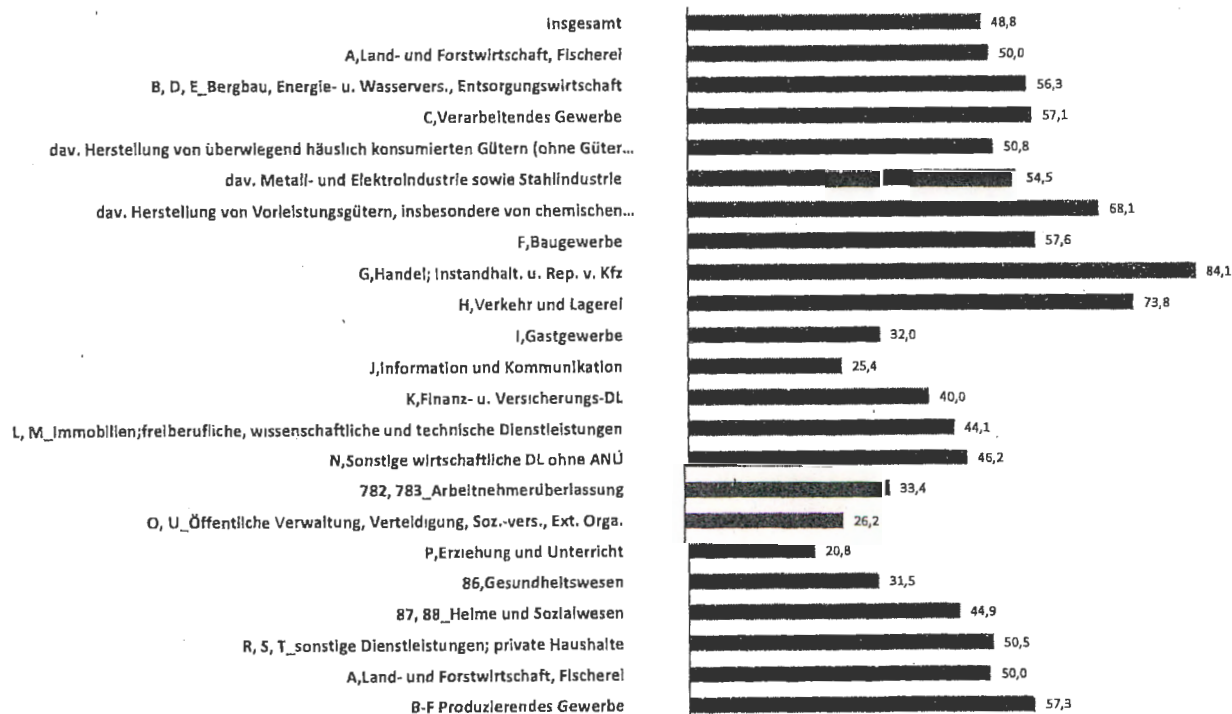 Insgesamt 48,8
A,Land- und Forstwirtschaft, Fischerei 50,0
B, D, E_Bergbau, Energie- u. Wasservers., Entsorgungswirtschaft 56,3
C,Verarbeitendes Gewerbe 57,1
dav. Herstellung von überwiegend häuslich konsumierten Gütern (ohne Güter... 50,8
dav. Metall- und Elektroindustrie sowie Stahlindustrie 54,5
dav. Herstellung von Vorleistungsgütern, insbesondere von chemischen... 68,1
F,Baugewerbe 57,6
G,Handel; Instandhalt. u. Rep. v. Kfz 84,1
H,Verkehr und Lagerei 73,8
I,Gastgewerbe 32,0
J,Information und Kommunikation 25,4
K,Finanz- u. Versicherungs-DL 40,0
L, M_Immobilien;freiberufliche, wissenschaftliche und technische Dienstleistungen 44,1
N,Sonstige wirtschaftliche DL ohne ANÜ 46,2
782, 783_Arbeitnehmerüberlassung 33,4
O, U_Öffentliche Verwaltung, Verteidigung, Soz.-vers., Ext. Orga. 26,2
P,Erziehung und Unterricht 20,8
86,Gesundheitswesen 31,5
87, 88_Heime und Sozialwesen 44,9
R, S, T_sonstige Dienstleistungen; private Haushalte 50,5
A,Land- und Forstwirtschaft, Fischerei 50,0
B-F Produzierendes Gewerbe 57,3